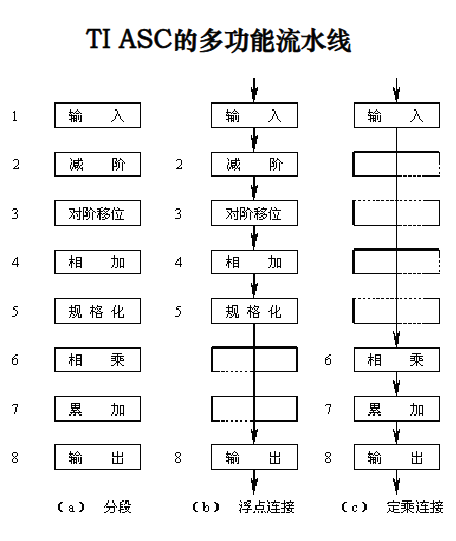 TI ASC的多功能流水线
1 输 入 输 入 输 入
2 减 阶 2 减 阶
3 对阶移位 3 对阶移位
4 相 加 4 相 加
5 规 格 化 5 规 格 化
6 相 乘 6 相 乘
7 累 加 7 累 加
8 输 出 8 输 出 8 输 出
(a) 分段 (b) 浮点连接 (c) 定乘连接